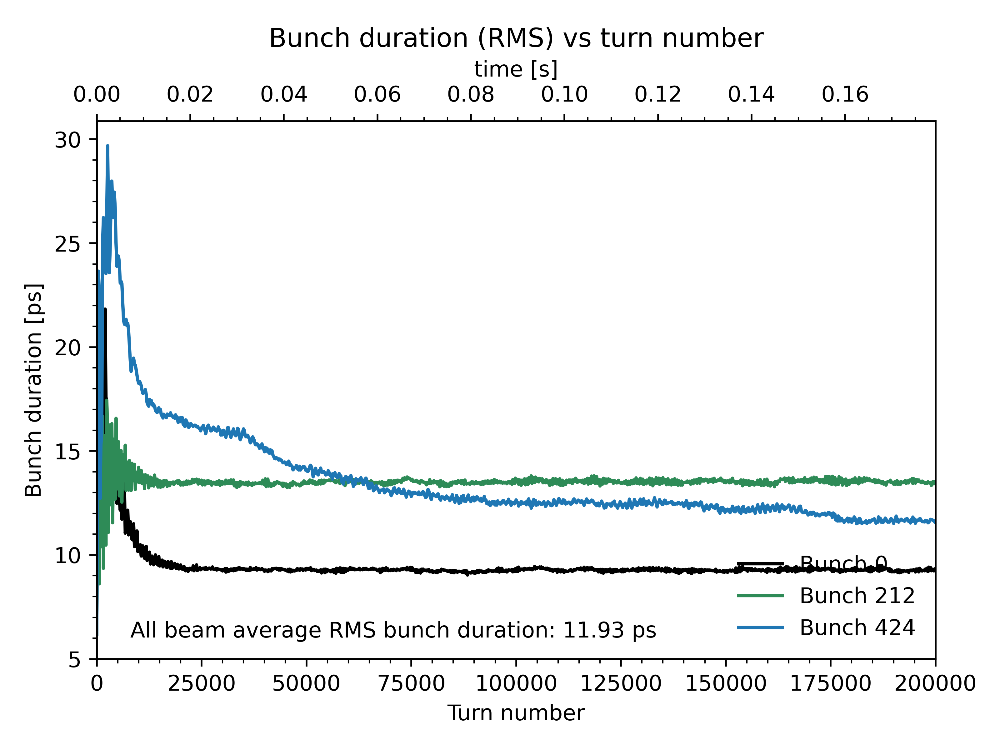 Bunch duration (RMS) vs turn number
time [s]
0.00 0.02 0.04 0.06 0.08 0.10 0.12 0.14 0.16
30
25
20
15
10
5
Bunch duration [ps]
Bunch 0
Bunch 212
Bunch 424
All beam average RMS bunch duration: 11.93 ps
0 25000 50000 75000 100000 125000 150000 175000 200000
Turn number